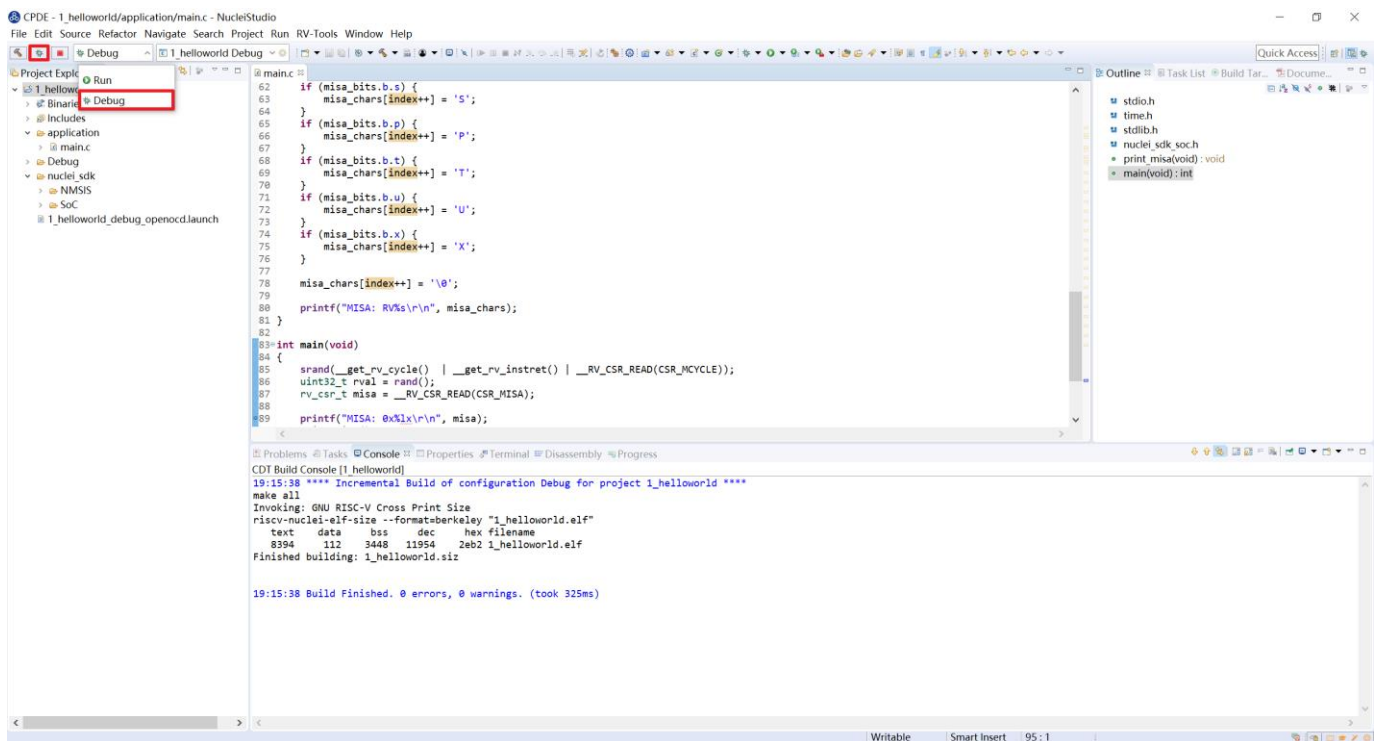 CPDE - 1_helloworld/application/main.c - NucleiStudio
File Edit Source Refactor Navigate Search Project Run RV-Tools Window Help
Debug
1_helloworld Debug
Quick Access
Run
Debug
Project Explo
1_hellowo
Binarie
Includes
application
main.c
Debug
nuclei_sdk
NMSIS
SoC
1_helloworld_debug_openocd.launch
main.c
62 if (misa_bits.b.s) {
63 misa_chars[index++] = 'S';
64 }
65 if (misa_bits.b.p) {
66 misa_chars[index++] = 'P';
67 }
68 if (misa_bits.b.t) {
69 misa_chars[index++] = 'T';
70 }
71 if (misa_bits.b.u) {
72 misa_chars[index++] = 'U';
73 }
74 if (misa_bits.b.x) {
75 misa_chars[index++] = 'X';
76 }
77
78 misa_chars[index++] = '\0';
79
80 printf("MISA: RV%s\r\n", misa_chars);
81 }
82
83 int main(void)
84 {
85 srand(__get_rv_cycle() | __get_rv_instret() | __RV_CSR_READ(CSR_MCYCLE));
86 uint32_t rval = rand();
87 rv_csr_t misa = __RV_CSR_READ(CSR_MISA);
88
89 printf("MISA: 0x%lx\r\n", misa);
Outline Task List Build Tar... Docume...
stdio.h
time.h
stdlib.h
nuclei_sdk_soc.h
print_misa(void) : void
main(void) : int
Problems Tasks Console Properties Terminal Disassembly Progress
CDT Build Console [1_helloworld]
19:15:38 **** Incremental Build of configuration Debug for project 1_helloworld ****
make all
Invoking: GNU RISC-V Cross Print Size
riscv-nuclei-elf-size --format=berkeley "1_helloworld.elf"
text data bss dec hex filename
8394 112 3448 11954 2eb2 1_helloworld.elf
Finished building: 1_helloworld.siz
19:15:38 Build Finished. 0 errors, 0 warnings. (took 325ms)
Writable Smart Insert 95 : 1